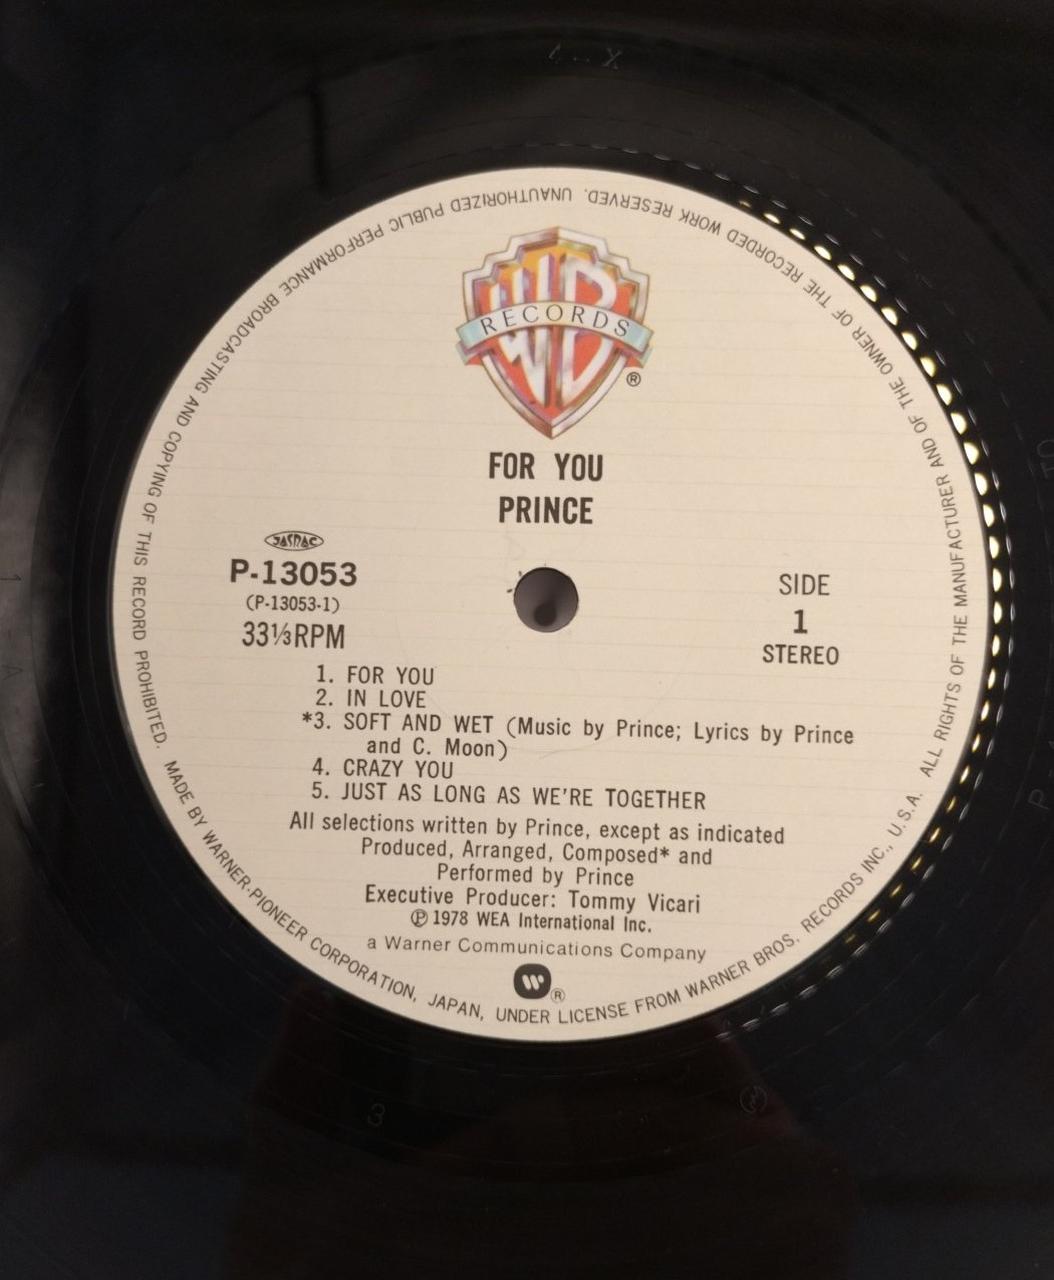 WB
RECORDS
®
FOR YOU
PRINCE
JASRAC
P-13053
(P-13053-1)
33⅓RPM
SIDE
1
STEREO
1. FOR YOU
2. IN LOVE
*3. SOFT AND WET (Music by Prince; Lyrics by Prince
and C. Moon)
4. CRAZY YOU
5. JUST AS LONG AS WE'RE TOGETHER
All selections written by Prince, except as indicated
Produced, Arranged, Composed* and
Performed by Prince
Executive Producer: Tommy Vicari
℗ 1978 WEA International Inc.
a Warner Communications Company
®
MADE BY WARNER-PIONEER CORPORATION, JAPAN, UNDER LICENSE FROM WARNER BROS. RECORDS INC., U.S.A. ALL RIGHTS OF THE MANUFACTURER AND OF THE OWNER OF THE RECORDED WORK RESERVED. UNAUTHORIZED PUBLIC PERFORMANCE BROADCASTING AND COPYING OF THIS RECORD PROHIBITED.
3